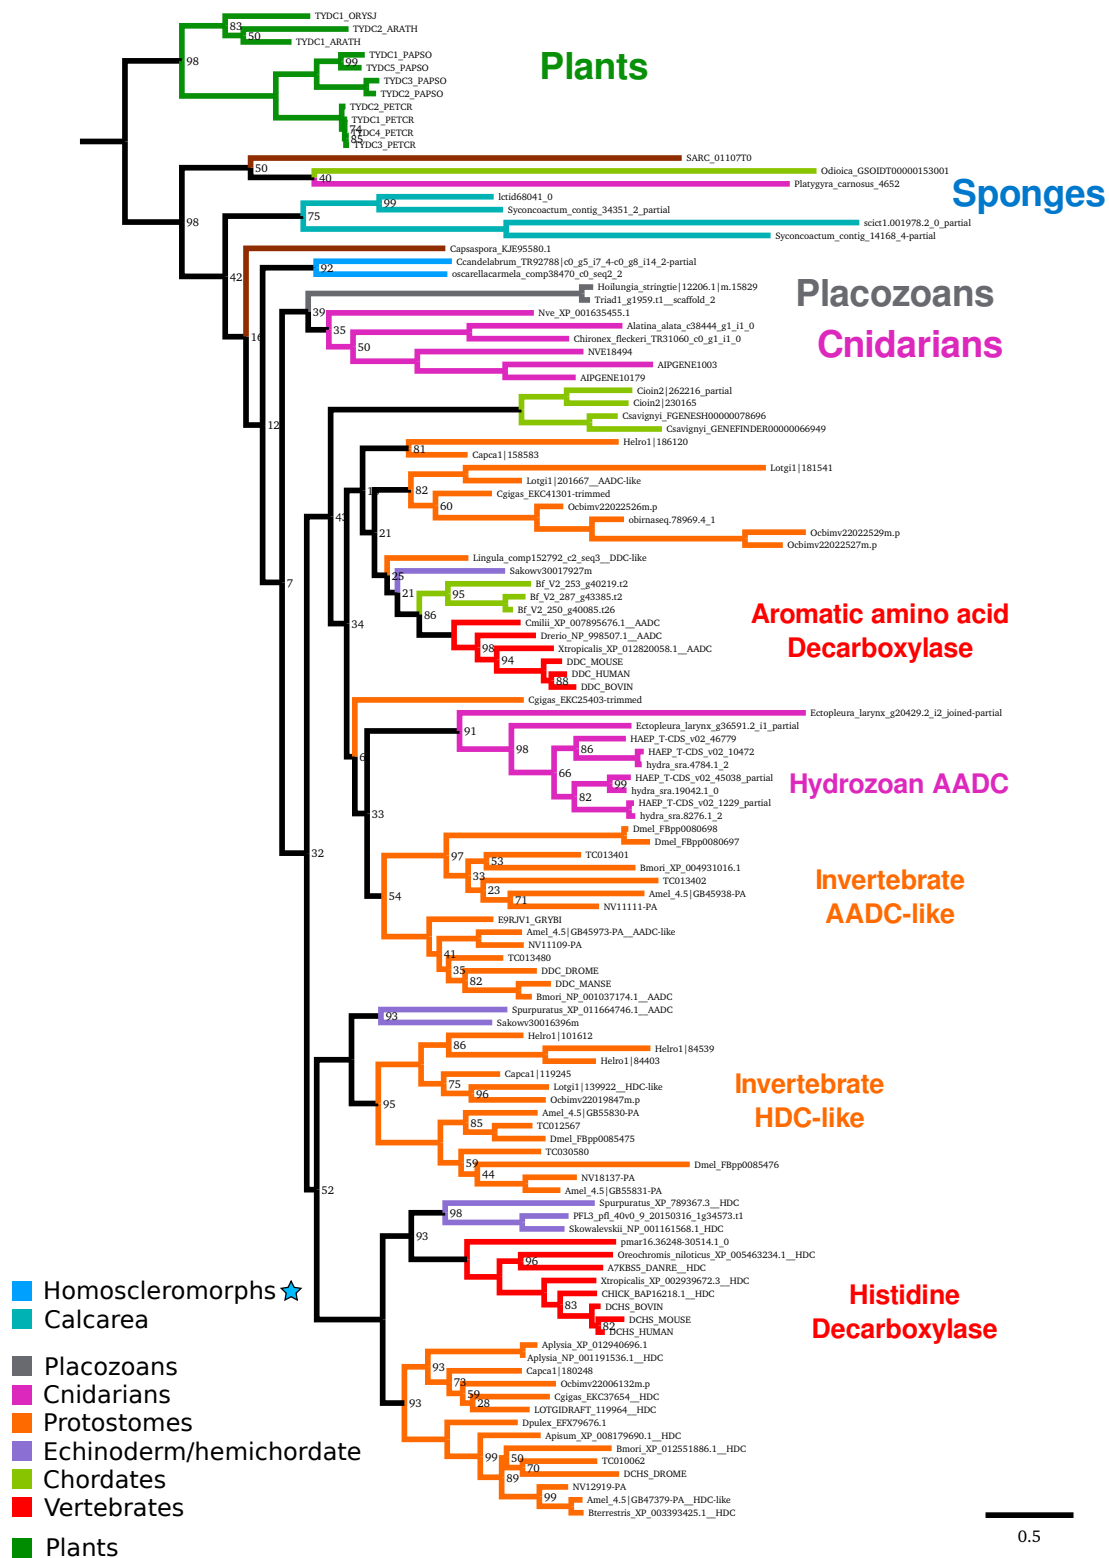 TYDC1_ORYSJ
83
TYDC2_ARATH
50
TYDC1_ARATH
Plants
98
TYDC1_PAPSO
99
TYDC5_PAPSO
TYDC3_PAPSO
TYDC2_PAPSO
TYDC2_PETCR
TYDC1_PETCR
74
TYDC4_PETCR
85
TYDC3_PETCR
SARC_01107T0
50
Odioica_GSOIDT00000153001
40
Platygyra_carnosus_4652
Sponges
98
lctid68041_0
99
Syconcoactum_contig_34351_2_partial
75
scict1.001978.2_0_partial
Syconcoactum_contig_14168_4-partial
42
Capsaspora_KJE95580.1
Ccandelabrum_TR92788|c0_g5_i7_4-c0_g8_i14_2-partial
92
oscarellacarmela_comp38470_c0_seq2_2
16
Hoilungia_stringtie|12206.1|m.15829
Triad1_g1959.t1__scaffold_2
Placozoans
39
Nve_XP_001635455.1
35
Alatina_alata_c38444_g1_i1_0
Chironex_fleckeri_TR31060_c0_g1_i1_0
Cnidarians
50
NVE18494
AIPGENE1003
AIPGENE10179
12
Cioin2|262216_partial
Cioin2|230165
Csavignyi_FGENESH00000078696
Csavignyi_GENEFINDER00000066949
Helro1|186120
81
Capca1|158583
Lotgi1|181541
Lotgi1|201667__AADC-like
82
Cgigas_EKC41301-trimmed
60
Ocbimv22022526m.p
obirnaseq.78969.4_1
Ocbimv22022529m.p
Ocbimv22022527m.p
43
21
Lingula_comp152792_c2_seq3__DDC-like
25
Sakowv30017927m
7
21
Bf_V2_253_g40219.t2
95
Bf_V2_287_g43385.t2
Bf_V2_250_g40085.t26
86
Cmilii_XP_007895676.1__AADC
Drerio_NP_998507.1__AADC
98
Xtropicalis_XP_012820058.1__AADC
94
DDC_MOUSE
DDC_HUMAN
88
DDC_BOVIN
Aromatic amino acid
Decarboxylase
34
Cgigas_EKC25403-trimmed
Ectopleura_larynx_g20429.2_i2_joined-partial
91
Ectopleura_larynx_g36591.2_i1_partial
98
HAEP_T-CDS_v02_46779
86
HAEP_T-CDS_v02_10472
hydra_sra.4784.1_2
66
HAEP_T-CDS_v02_45038_partial
99
hydra_sra.19042.1_0
82
HAEP_T-CDS_v02_1229_partial
hydra_sra.8276.1_2
Hydrozoan AADC
6
33
Dmel_FBpp0080698
Dmel_FBpp0080697
97
TC013401
53
Bmori_XP_004931016.1
33
TC013402
23
Amel_4.5|GB45938-PA
71
NV11111-PA
Invertebrate
AADC-like
32
54
E9RJV1_GRYBI
Amel_4.5|GB45973-PA__AADC-like
NV11109-PA
41
TC013480
35
DDC_DROME
82
DDC_MANSE
Bmori_NP_001037174.1__AADC
Spurpuratus_XP_011664746.1__AADC
93
Sakowv30016396m
Helro1|101612
86
Helro1|84539
Helro1|84403
Capca1|119245
75
Lotgi1|139922__HDC-like
96
Ocbimv22019847m.p
95
Amel_4.5|GB55830-PA
85
TC012567
Dmel_FBpp0085475
TC030580
59
Dmel_FBpp0085476
44
NV18137-PA
Amel_4.5|GB55831-PA
Invertebrate
HDC-like
52
Spurpuratus_XP_789367.3__HDC
98
PFL3_pfl_40v0_9_20150316_1g34573.t1
Skowalevskii_NP_001161568.1_HDC
93
pmar16.36248-30514.1_0
Oreochromis_niloticus_XP_005463234.1__HDC
96
A7KBS5_DANRE__HDC
Xtropicalis_XP_002939672.3__HDC
CHICK_BAP16218.1__HDC
83
DCHS_BOVIN
DCHS_MOUSE
82
DCHS_HUMAN
Histidine
Decarboxylase
Aplysia_XP_012940696.1
Aplysia_NP_001191536.1__HDC
93
Capca1|180248
73
Ocbimv22006132m.p
59
Cgigas_EKC37654__HDC
28
LOTGIDRAFT_119964__HDC
93
Dpulex_EFX79676.1
Apisum_XP_008179690.1__HDC
99
Bmori_XP_012551886.1__HDC
50
TC010062
70
DCHS_DROME
89
NV12919-PA
99
Amel_4.5|GB47379-PA__HDC-like
Bterrestris_XP_003393425.1__HDC
Homoscleromorphs
Calcarea
Placozoans
Cnidarians
Protostomes
Echinoderm/hemichordate
Chordates
Vertebrates
Plants
0.5